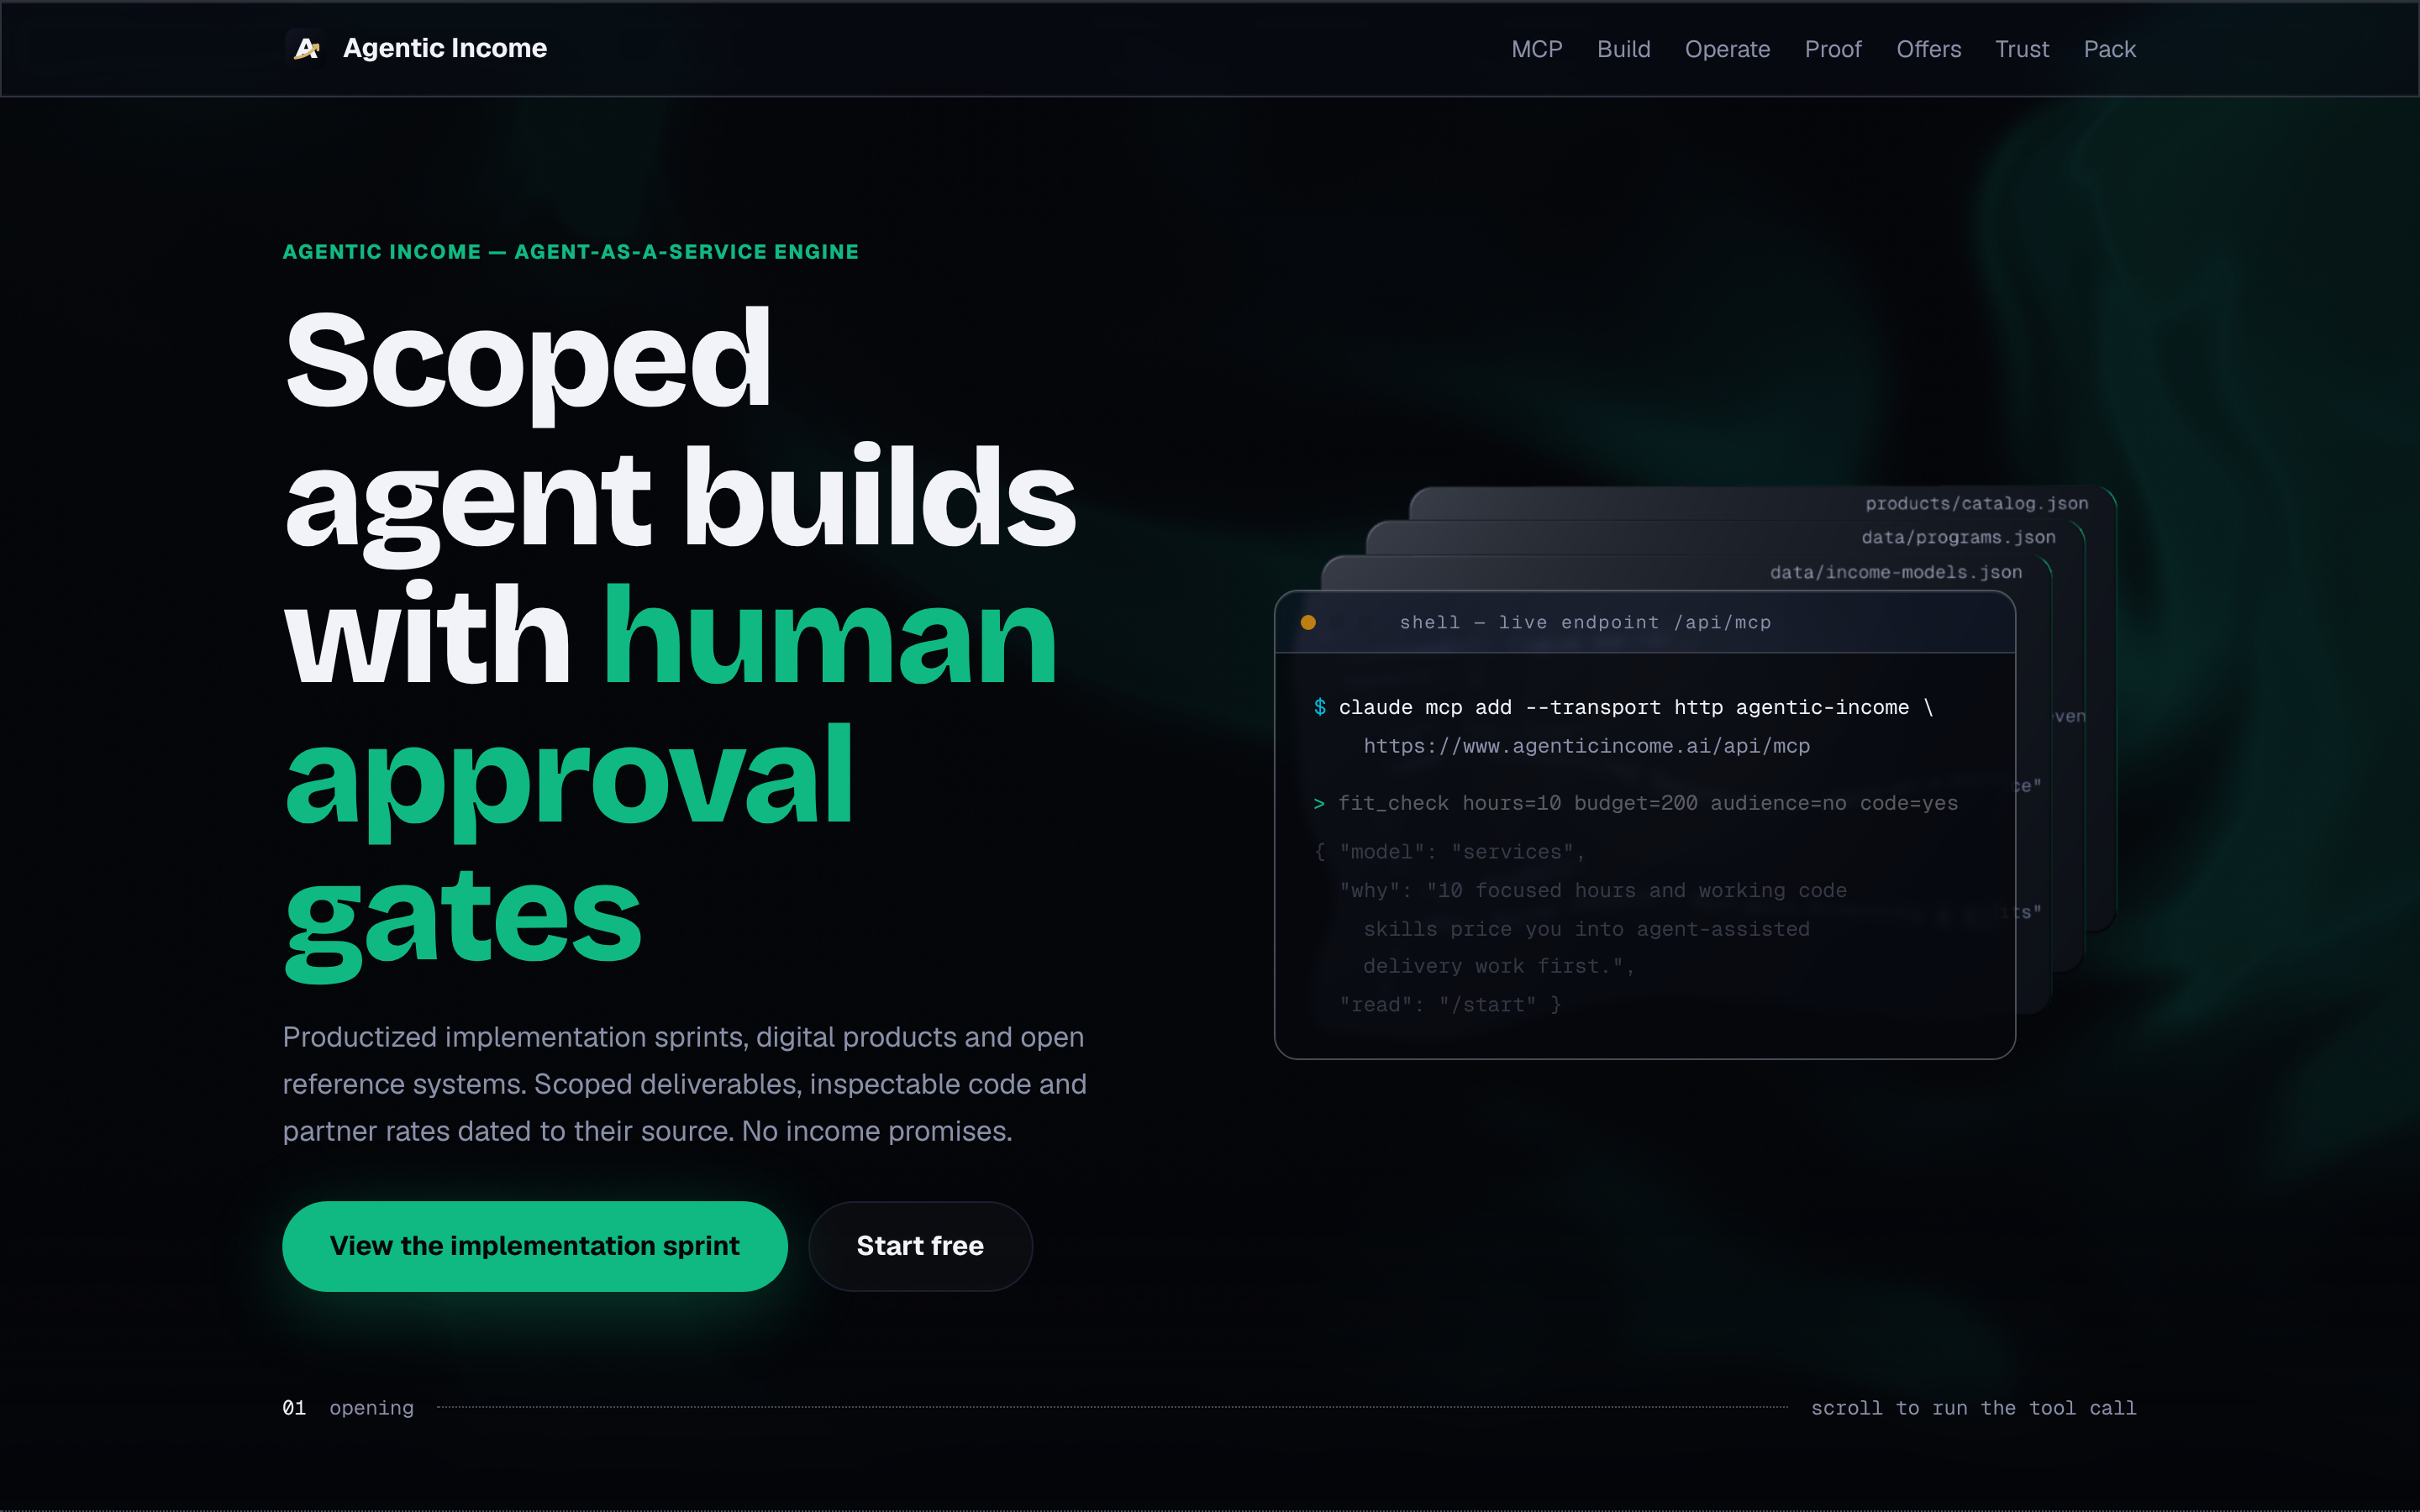 Agentic Income
MCP Build Operate Proof Offers Trust Pack
AGENTIC INCOME — AGENT-AS-A-SERVICE ENGINE
Scoped
agent builds
with human
approval
gates
Productized implementation sprints, digital products and open
reference systems. Scoped deliverables, inspectable code and
partner rates dated to their source. No income promises.
View the implementation sprint
Start free
products/catalog.json
data/programs.json
data/income-models.json
shell — live endpoint /api/mcp
$ claude mcp add --transport http agentic-income \
https://www.agenticincome.ai/api/mcp
> fit_check hours=10 budget=200 audience=no code=yes
{ "model": "services",
"why": "10 focused hours and working code
skills price you into agent-assisted
delivery work first.",
"read": "/start" }
01 opening
scroll to run the tool call